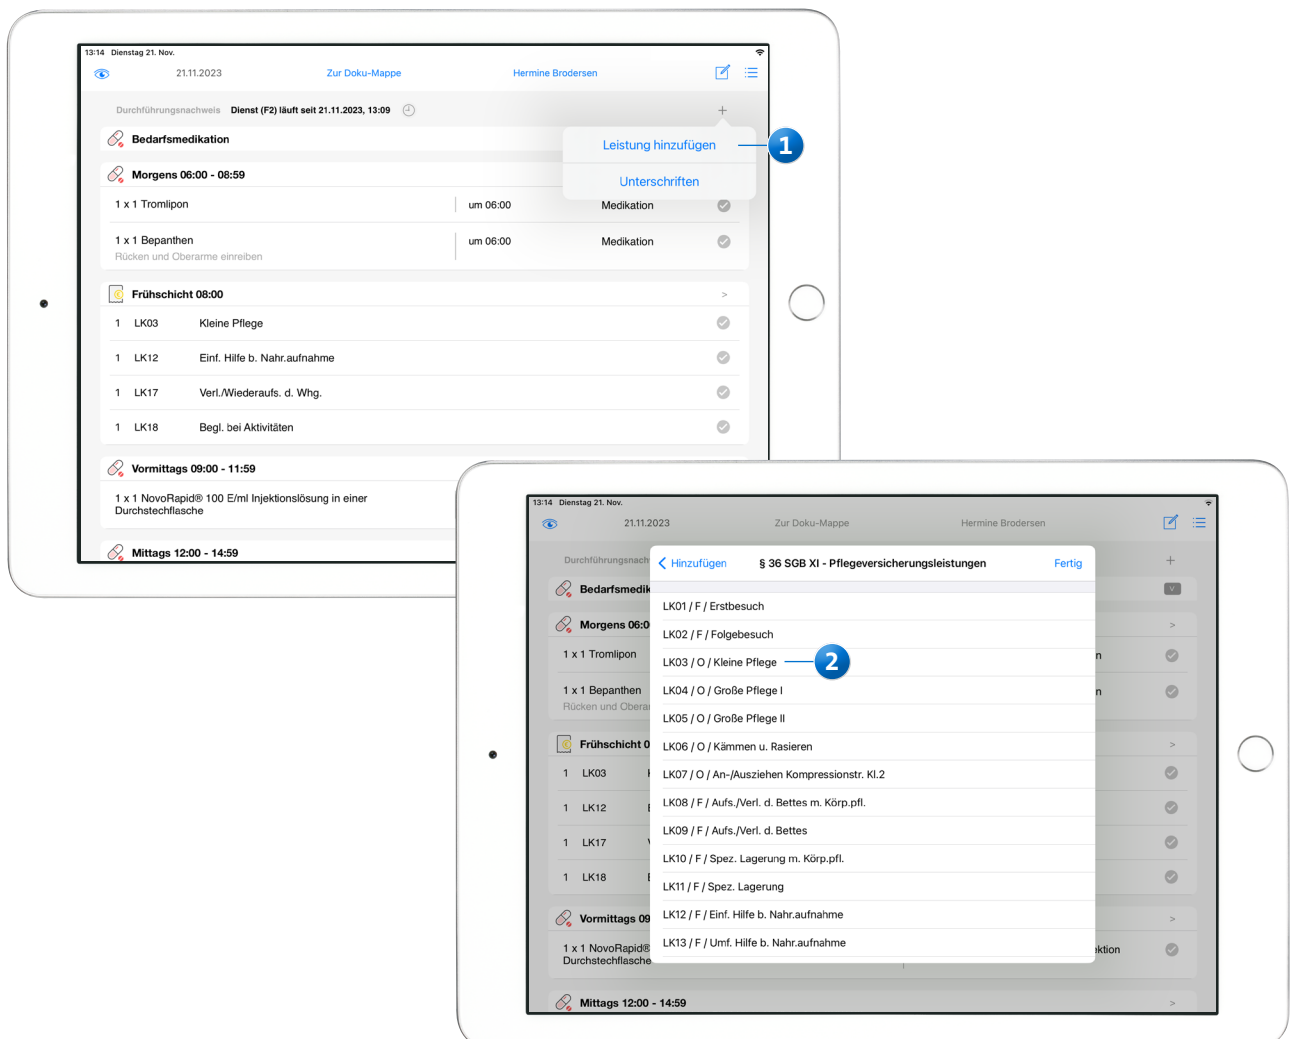 13:14 Dienstag 21. Nov.
21.11.2023 Zur Doku-Mappe Hermine Brodersen
Durchführungsnachweis Dienst (F2) läuft seit 21.11.2023, 13:09 +
Bedarfsmedikation
Leistung hinzufügen 1
Unterschriften
Morgens 06:00 - 08:59
1 x 1 Tromlipon um 06:00 Medikation
1 x 1 Bepanthen um 06:00 Medikation
Rücken und Oberarme einreiben
Frühschicht 08:00 >
1 LK03 Kleine Pflege
1 LK12 Einf. Hilfe b. Nahr.aufnahme
1 LK17 Verl./Wiederaufs. d. Whg.
1 LK18 Begl. bei Aktivitäten
Vormittags 09:00 - 11:59
1 x 1 NovoRapid® 100 E/ml Injektionslösung in einer
Durchstechflasche
Mittags 12:00 - 14:59
13:14 Dienstag 21. Nov.
21.11.2023 Zur Doku-Mappe Hermine Brodersen
Durchführungsnach +
Bedarfsmedik V
Morgens 06:0 >
1 x 1 Tromlipon n
1 x 1 Bepanthen n
Rücken und Obera
Frühschicht 0 >
1 LK03
1 LK12
1 LK17
1 LK18
Vormittags 09 >
1 x 1 NovoRapid® ektion
Durchstechflasche
Mittags 12:00 - 14:59 >
Hinzufügen § 36 SGB XI - Pflegeversicherungsleistungen Fertig
LK01 / F / Erstbesuch
LK02 / F / Folgebesuch
LK03 / O / Kleine Pflege 2
LK04 / O / Große Pflege I
LK05 / O / Große Pflege II
LK06 / O / Kämmen u. Rasieren
LK07 / O / An-/Ausziehen Kompressionstr. Kl.2
LK08 / F / Aufs./Verl. d. Bettes m. Körp.pfl.
LK09 / F / Aufs./Verl. d. Bettes
LK10 / F / Spez. Lagerung m. Körp.pfl.
LK11 / F / Spez. Lagerung
LK12 / F / Einf. Hilfe b. Nahr.aufnahme
LK13 / F / Umf. Hilfe b. Nahr.aufnahme